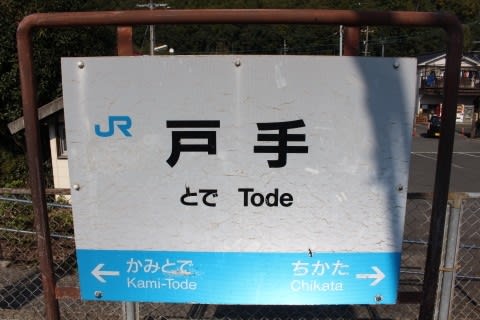 JR 戸手
とで Tode
← かみとで ちかた →
Kami-Tode Chikata